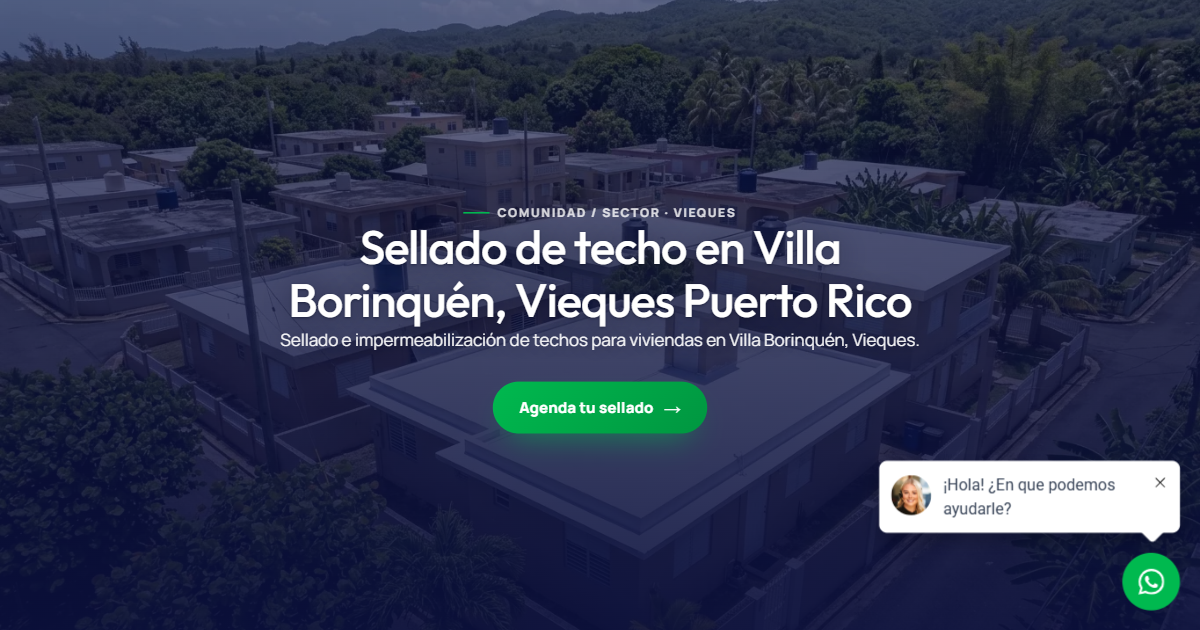 COMUNIDAD / SECTOR · VIEQUES
Sellado de techo en Villa
Borinquén, Vieques Puerto Rico
Sellado e impermeabilización de techos para viviendas en Villa Borinquén, Vieques.
Agenda tu sellado →
¡Hola! ¿En que podemos
ayudarle?